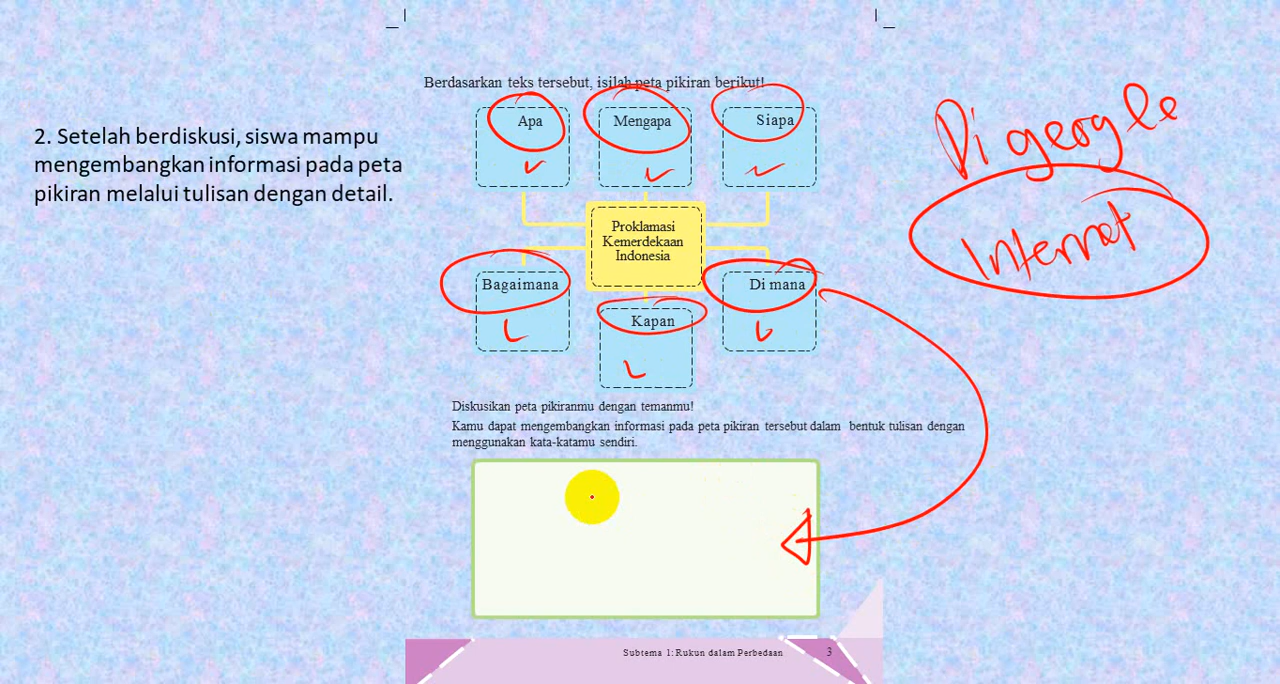 Berdasarkan teks tersebut, isilah peta pikiran berikut!
2. Setelah berdiskusi, siswa mampu
mengembangkan informasi pada peta
pikiran melalui tulisan dengan detail.
Apa
Mengapa
Siapa
Proklamasi
Kemerdekaan
Indonesia
Bagaimana
Kapan
Di mana
Di geogle
Internet
Diskusikan peta pikiranmu dengan temanmu!
Kamu dapat mengembangkan informasi pada peta pikiran tersebut dalam bentuk tulisan dengan
menggunakan kata-katamu sendiri.
Subtema 1: Rukun dalam Perbedaan 3